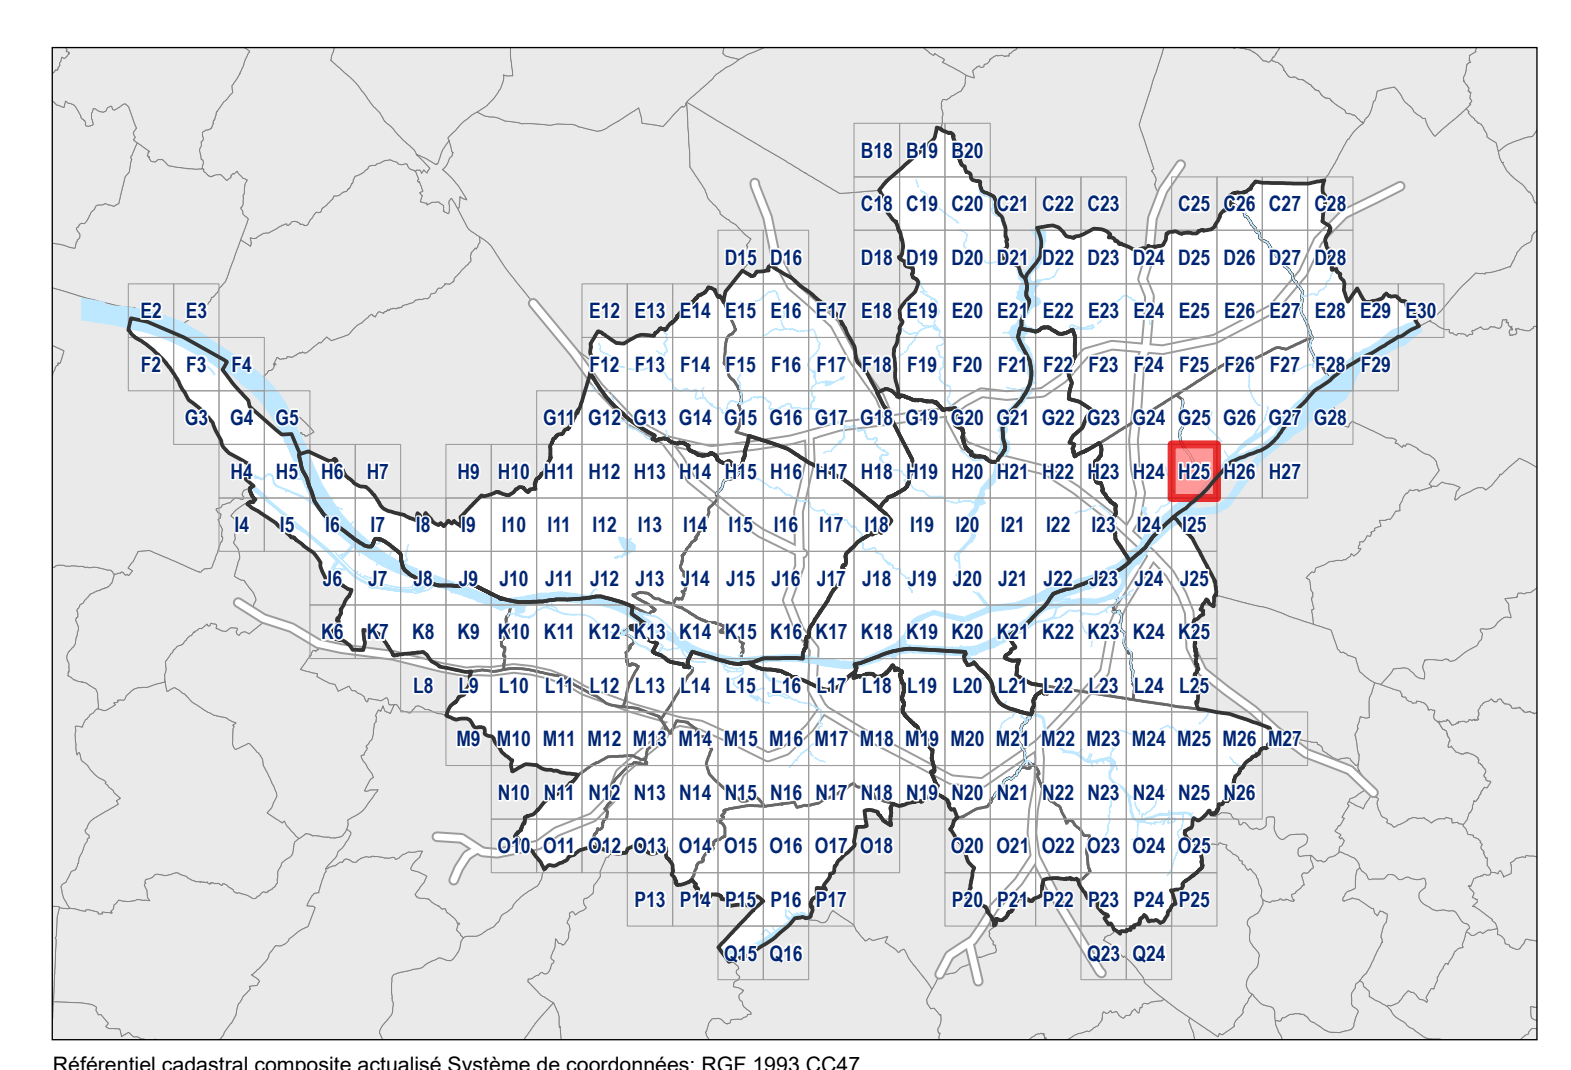 B18 B19 B20
C18 C19 C20 C21 C22 C23 C25 C26 C27 C28
D15 D16 D18 D19 D20 D21 D22 D23 D24 D25 D26 D27 D28
E2 E3 E12 E13 E14 E15 E16 E17 E18 E19 E20 E21 E22 E23 E24 E25 E26 E27 E28 E29 E30
F2 F3 F4 F12 F13 F14 F15 F16 F17 F18 F19 F20 F21 F22 F23 F24 F25 F26 F27 F28 F29
G3 G4 G5 G11 G12 G13 G14 G15 G16 G17 G18 G19 G20 G21 G22 G23 G24 G25 G26 G27 G28
H4 H5 H6 H7 H9 H10 H11 H12 H13 H14 H15 H16 H17 H18 H19 H20 H21 H22 H23 H24 H25 H26 H27
I4 I5 I6 I7 I8 I9 I10 I11 I12 I13 I14 I15 I16 I17 I18 I19 I20 I21 I22 I23 I24 I25
J6 J7 J8 J9 J10 J11 J12 J13 J14 J15 J16 J17 J18 J19 J20 J21 J22 J23 J24 J25
K6 K7 K8 K9 K10 K11 K12 K13 K14 K15 K16 K17 K18 K19 K20 K21 K22 K23 K24 K25
L8 L9 L10 L11 L12 L13 L14 L15 L16 L17 L18 L19 L20 L21 L22 L23 L24 L25
M9 M10 M11 M12 M13 M14 M15 M16 M17 M18 M19 M20 M21 M22 M23 M24 M25 M26 M27
N10 N11 N12 N13 N14 N15 N16 N17 N18 N19 N20 N21 N22 N23 N24 N25 N26
O10 O11 O12 O13 O14 O15 O16 O17 O18 O20 O21 O22 O23 O24 O25
P13 P14 P15 P16 P17 P20 P21 P22 P23 P24 P25
Q15 Q16 Q23 Q24
Référentiel cadastral composite actualisé Système de coordonnées: RGF 1993 CC47